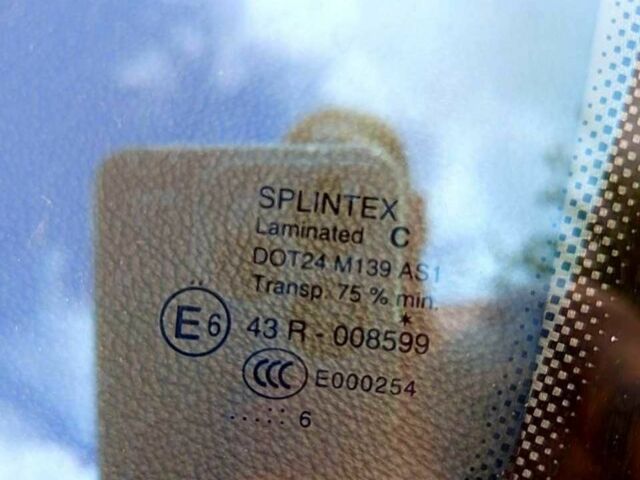 SPLINTEX
Laminated C
DOT24 M139 AS1
Transp. 75 % min.
E6 43 R - 008599
CCC E000254
6